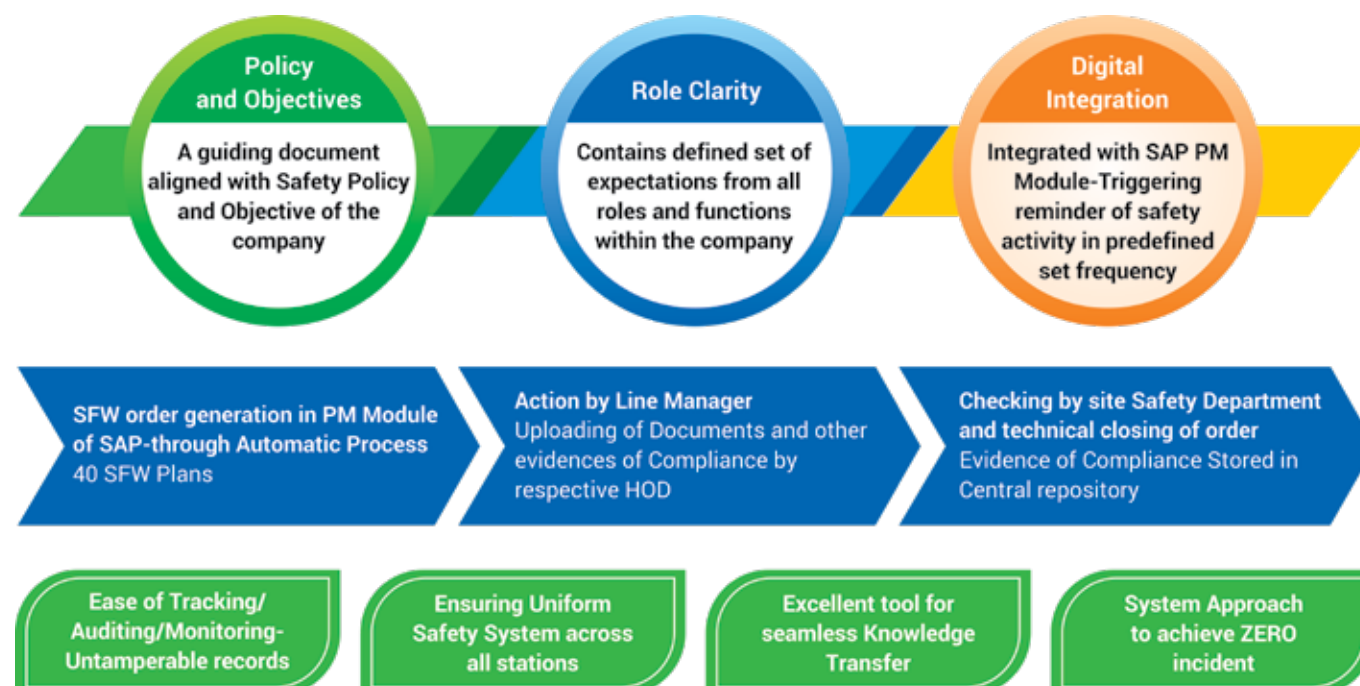 Policy
and Objectives
A guiding document
aligned with Safety Policy
and Objective of the
company
Role Clarity
Contains defined set of
expectations from all
roles and functions
within the company
Digital
Integration
Integrated with SAP PM
Module-Triggering
reminder of safety
activity in predefined
set frequency
SFW order generation in PM Module
of SAP-through Automatic Process
40 SFW Plans
Action by Line Manager
Uploading of Documents and other
evidences of Compliance by
respective HOD
Checking by site Safety Department
and technical closing of order
Evidence of Compliance Stored in
Central repository
Ease of Tracking/
Auditing/Monitoring-
Untamperable records
Ensuring Uniform
Safety System across
all stations
Excellent tool for
seamless Knowledge
Transfer
System Approach
to achieve ZERO
incident